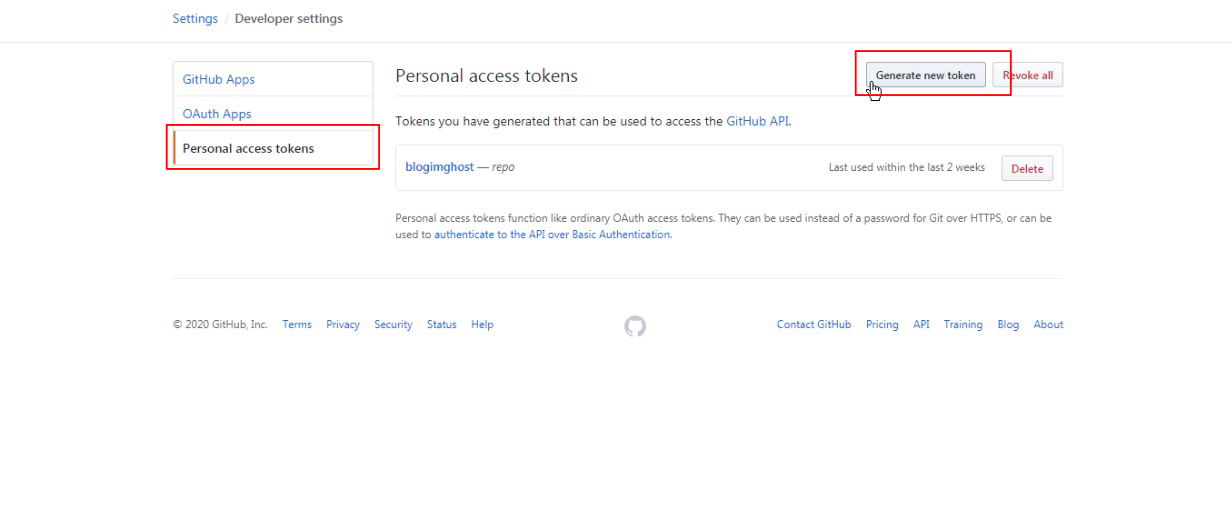 Settings / Developer settings
GitHub Apps
OAuth Apps
Personal access tokens
Personal access tokens
Generate new token
Revoke all
Tokens you have generated that can be used to access the GitHub API.
blogimghost — repo
Last used within the last 2 weeks
Delete
Personal access tokens function like ordinary OAuth access tokens. They can be used instead of a password for Git over HTTPS, or can be
used to authenticate to the API over Basic Authentication.
© 2020 GitHub, Inc. Terms Privacy Security Status Help
Contact GitHub Pricing API Training Blog About